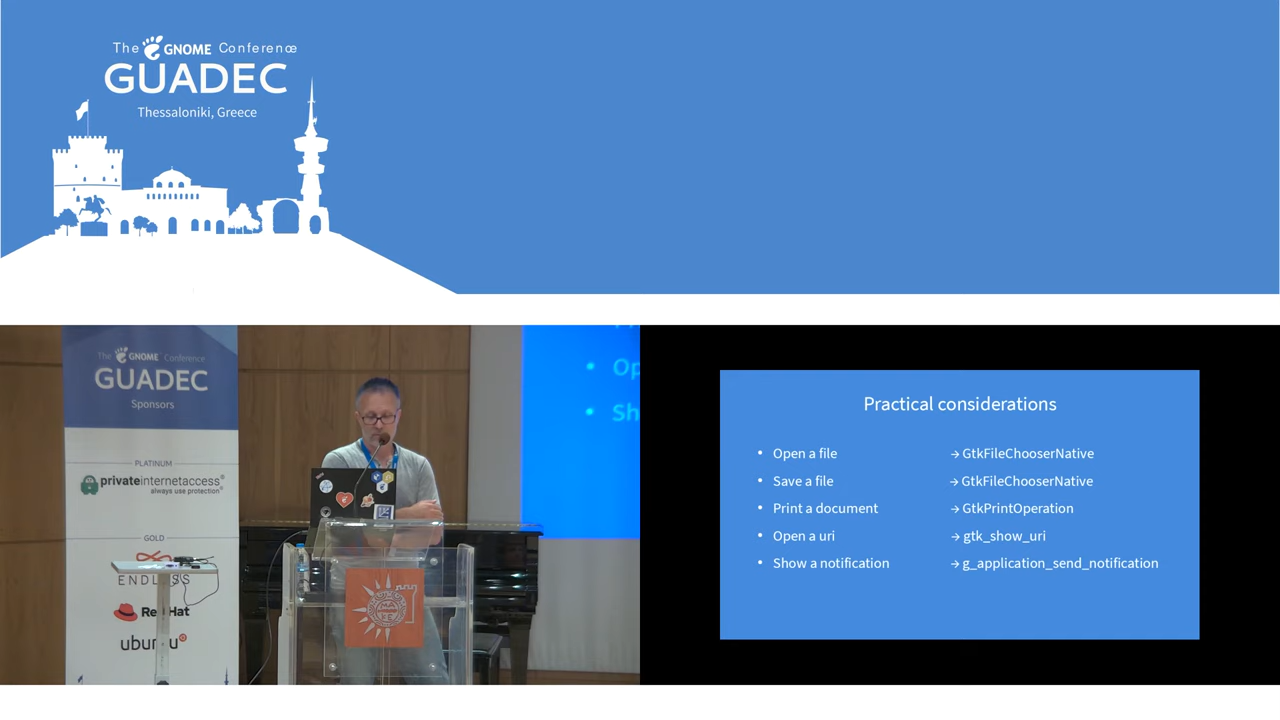 The GNOME Conference
GUADEC
Thessaloniki, Greece
The GNOME Conference
GUADEC
Sponsors
PLATINUM
privateinternetaccess®
always use protection®
GOLD
ENDLESS
Red Hat
ubuntu
Op
Sh
Practical considerations
• Open a file → GtkFileChooserNative
• Save a file → GtkFileChooserNative
• Print a document → GtkPrintOperation
• Open a uri → gtk_show_uri
• Show a notification → g_application_send_notification